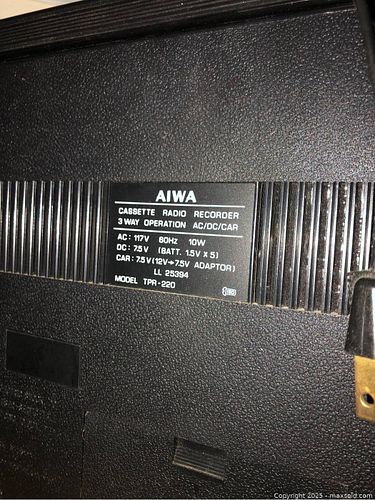 AIWA
CASSETTE RADIO RECORDER
3 WAY OPERATION AC/DC/CAR
AC: 117V 60Hz 10W
DC: 7.5V (BATT. 1.5V X 5)
CAR: 7.5V (12V→7.5V ADAPTOR)
LL 25394
MODEL TPR-220
Copyright 2025 - maxsold.com